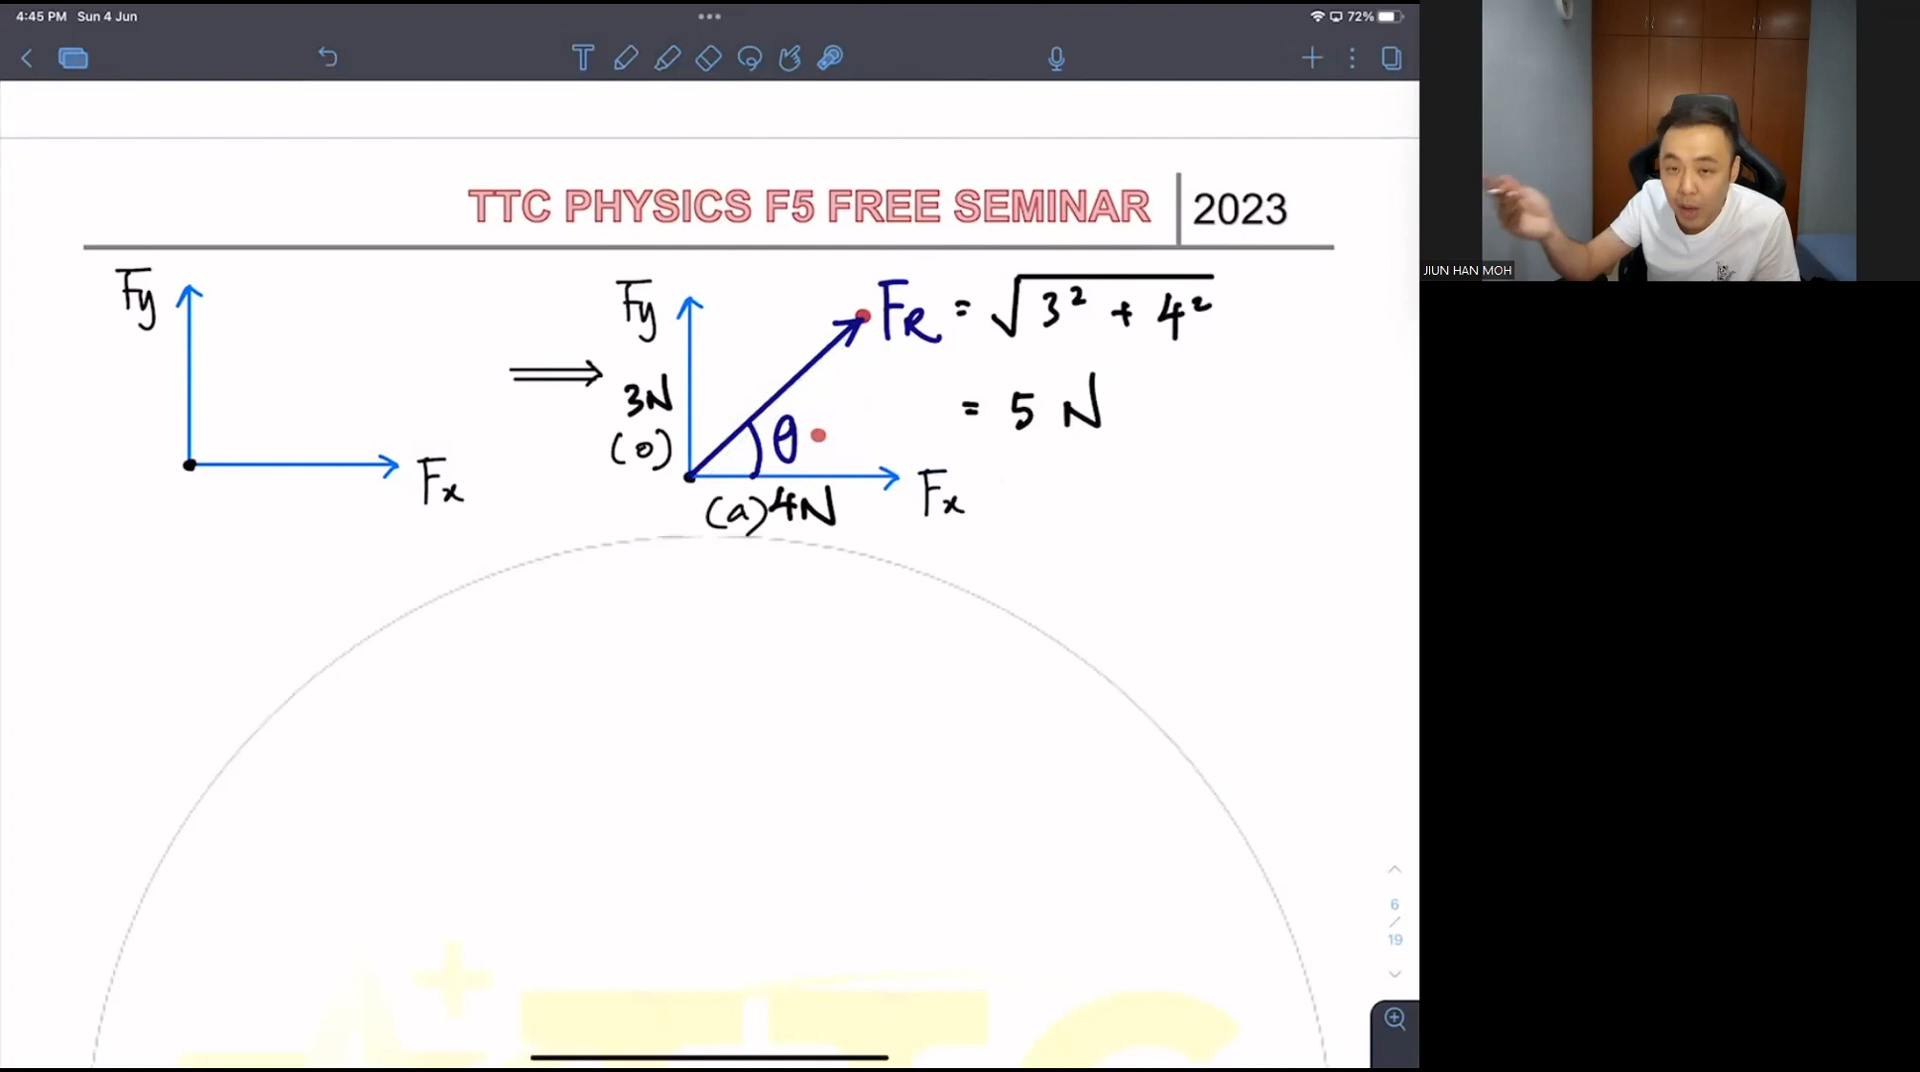 4:45 PM Sun 4 Jun
72%
TTC PHYSICS F5 FREE SEMINAR 2023
JIUN HAN MOH
Fy
Fx
Fy
3N
(o)
θ
(a) 4N
Fx
FR = √3² + 4²
= 5 N
6
/
19
TTC